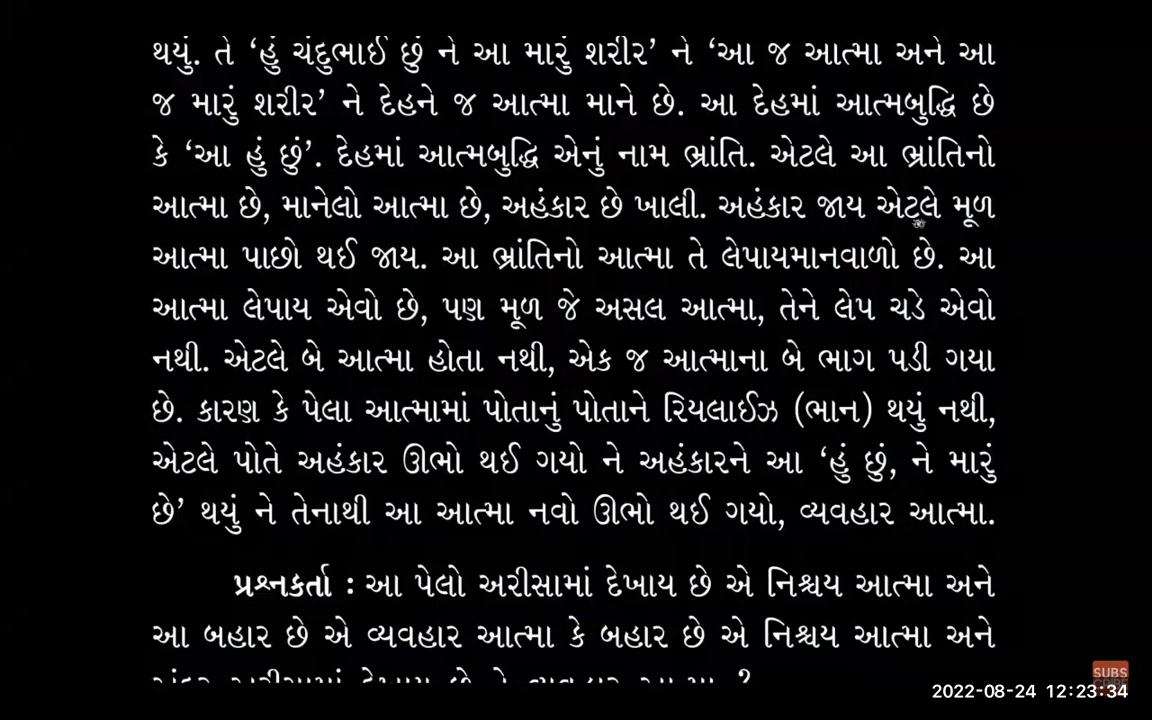 થયું. તે ‘હું ચંદુભાઈ છું ને આ મારું શરીર’ ને ‘આ જ આત્મા અને આ
જ મારું શરીર’ ને દેહને જ આત્મા માને છે. આ દેહમાં આત્મબુદ્ધિ છે
કે ‘આ હું છું’. દેહમાં આત્મબુદ્ધિ એનું નામ ભ્રાંતિ. એટલે આ ભ્રાંતિનો
આત્મા છે, માનેલો આત્મા છે, અહંકાર છે ખાલી. અહંકાર જાય એટલે મૂળ
આત્મા પાછો થઈ જાય. આ ભ્રાંતિનો આત્મા તે લેપાયમાનવાળો છે. આ
આત્મા લેપાય એવો છે, પણ મૂળ જે અસલ આત્મા, તેને લેપ ચડે એવો
નથી. એટલે બે આત્મા હોતા નથી, એક જ આત્માના બે ભાગ પડી ગયા
છે. કારણ કે પેલા આત્મામાં પોતાનું પોતાને રિયલાઈઝ (ભાન) થયું નથી,
એટલે પોતે અહંકાર ઊભો થઈ ગયો ને અહંકારને આ ‘હું છું, ને મારું
છે’ થયું ને તેનાથી આ આત્મા નવો ઊભો થઈ ગયો, વ્યવહાર આત્મા.
પ્રશ્નકર્તા : આ પેલો અરીસામાં દેખાય છે એ નિશ્ચય આત્મા અને
આ બહાર છે એ વ્યવહાર આત્મા કે બહાર છે એ નિશ્ચય આત્મા અને
SUBS
2022-08-24 12:23:34